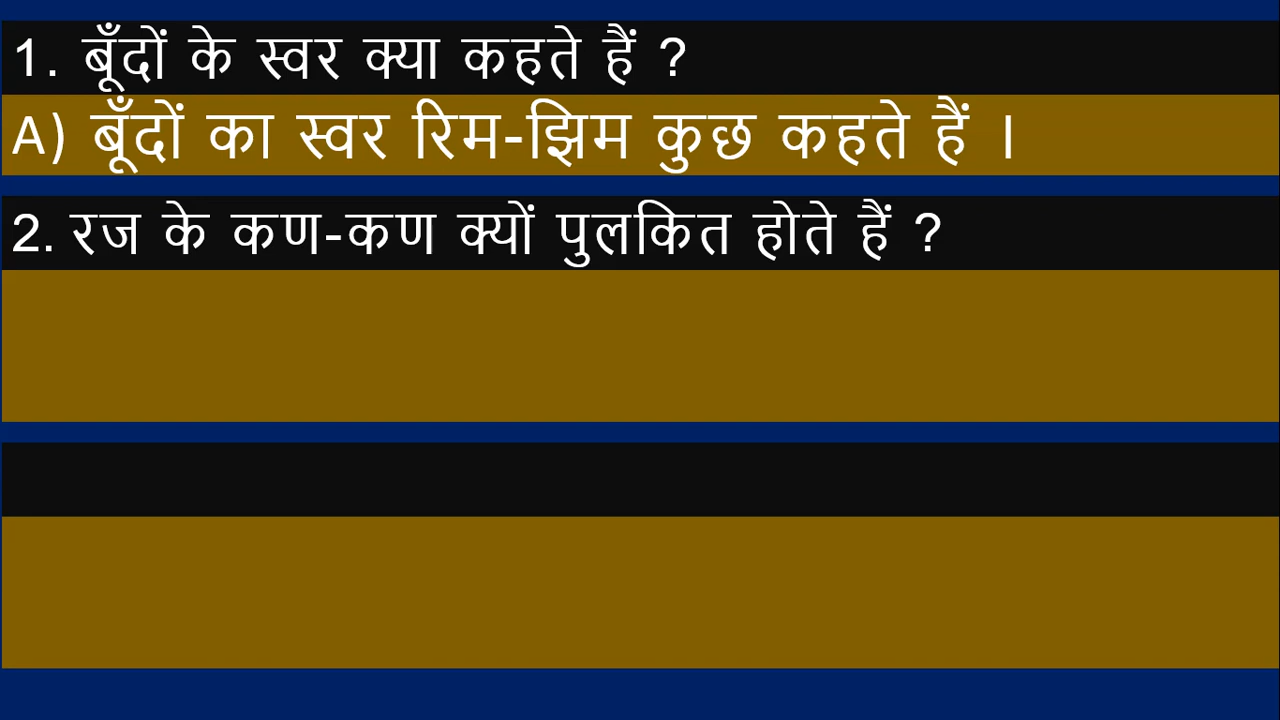 1. बूँदों के स्वर क्या कहते हैं ?
A) बूँदों का स्वर रिम-झिम कुछ कहते हैं ।
2. रज के कण-कण क्यों पुलकित होते हैं ?